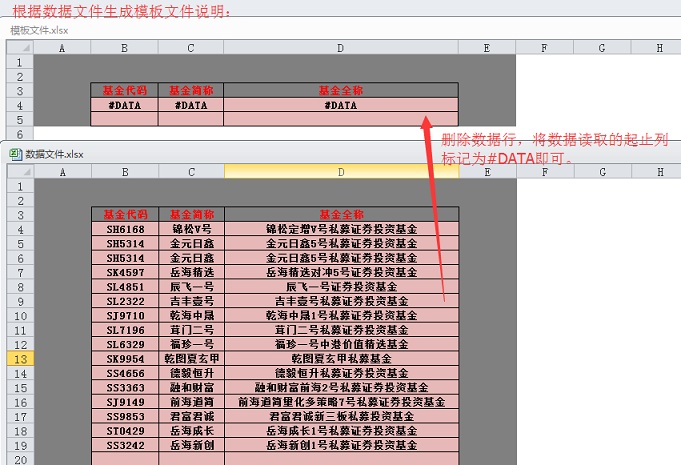 根据数据文件生成模板文件说明：
模板文件.xlsx
A B C D E F G H
1
2
3 基金代码 基金简称 基金全称
4 #DATA #DATA #DATA
5
6
删除数据行，将数据读取的起止列
标记为#DATA即可。
数据文件.xlsx
A B C D E F G H
1
2
3 基金代码 基金简称 基金全称
4 SH6168 锦松V号 锦松定增V号私募证券投资基金
5 SH5314 金元日鑫 金元日鑫5号私募证券投资基金
6 SH5314 金元日鑫 金元日鑫5号私募证券投资基金
7 SK4597 岳海精选 岳海精选对冲5号证券投资基金
8 SL4851 辰飞一号 辰飞一号证券投资基金
9 SL2322 吉丰壹号 吉丰壹号私募证券投资基金
10 SJ9710 乾海中晟 乾海中晟1号私募证券投资基金
11 SL7196 茸门二号 茸门二号私募证券投资基金
12 SL6329 福珍一号 福珍一号中港价值精选基金
13 SK9954 乾图夏玄甲 乾图夏玄甲私募基金
14 SS4656 德毅恒升 德毅恒升私募证券投资基金
15 SS3363 融和财富 融和财富前海2号私募证券投资基金
16 SJ9149 前海道简 前海道简量化多策略7号私募证券投资基金
17 SS9853 君富君诚 君富君诚新三板私募投资基金
18 ST0429 岳海成长 岳海成长1号私募证券投资基金
19 SS3242 岳海新创 岳海新创1号私募证券投资基金
20